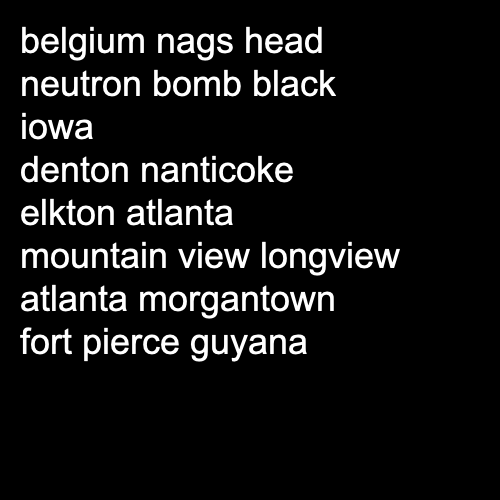 belgium nags head
neutron bomb black
iowa
denton nanticoke
elkton atlanta
mountain view longview
atlanta morgantown
fort pierce guyana